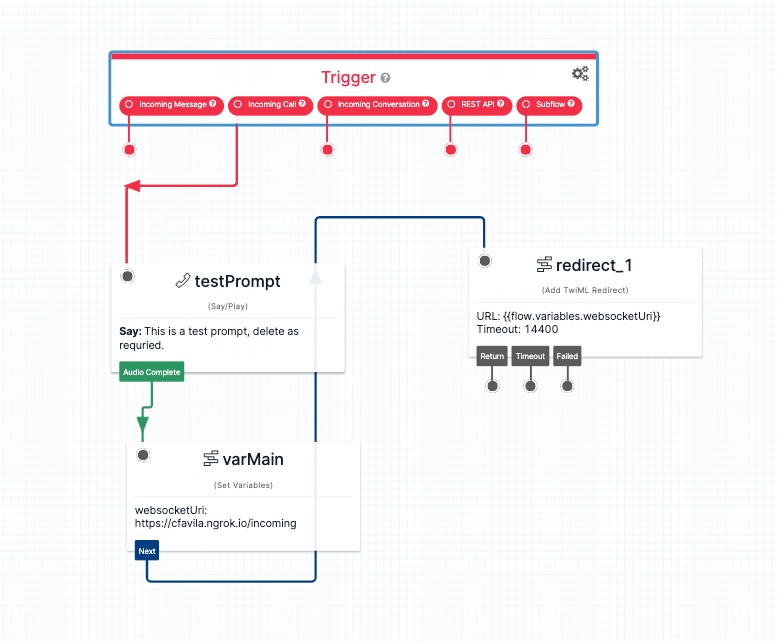 Trigger
Incoming Message
Incoming Call
Incoming Conversation
REST API
Subflow
testPrompt
(Say/Play)
Say: This is a test prompt, delete as
requried.
Audio Complete
redirect_1
(Add TwiML Redirect)
URL: {{flow.variables.websocketUri}}
Timeout: 14400
Return
Timeout
Failed
varMain
(Set Variables)
websocketUri:
https://cfavila.ngrok.io/incoming
Next